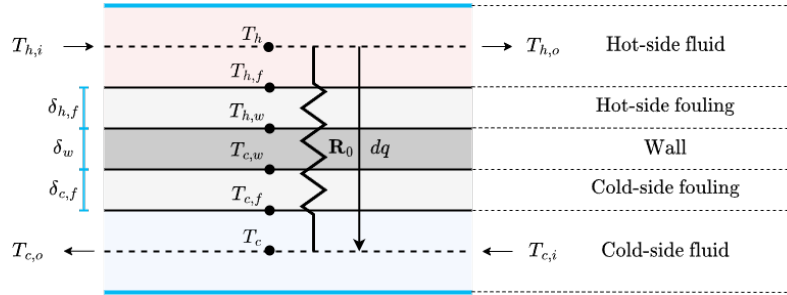 T_h
T_{h,i}
T_{h,o}
Hot-side fluid
T_{h,f}
δ_{h,f}
Hot-side fouling
T_{h,w}
δ_w
T_{c,w}
R_0
dq
Wall
δ_{c,f}
T_{c,f}
Cold-side fouling
T_c
T_{c,o}
T_{c,i}
Cold-side fluid